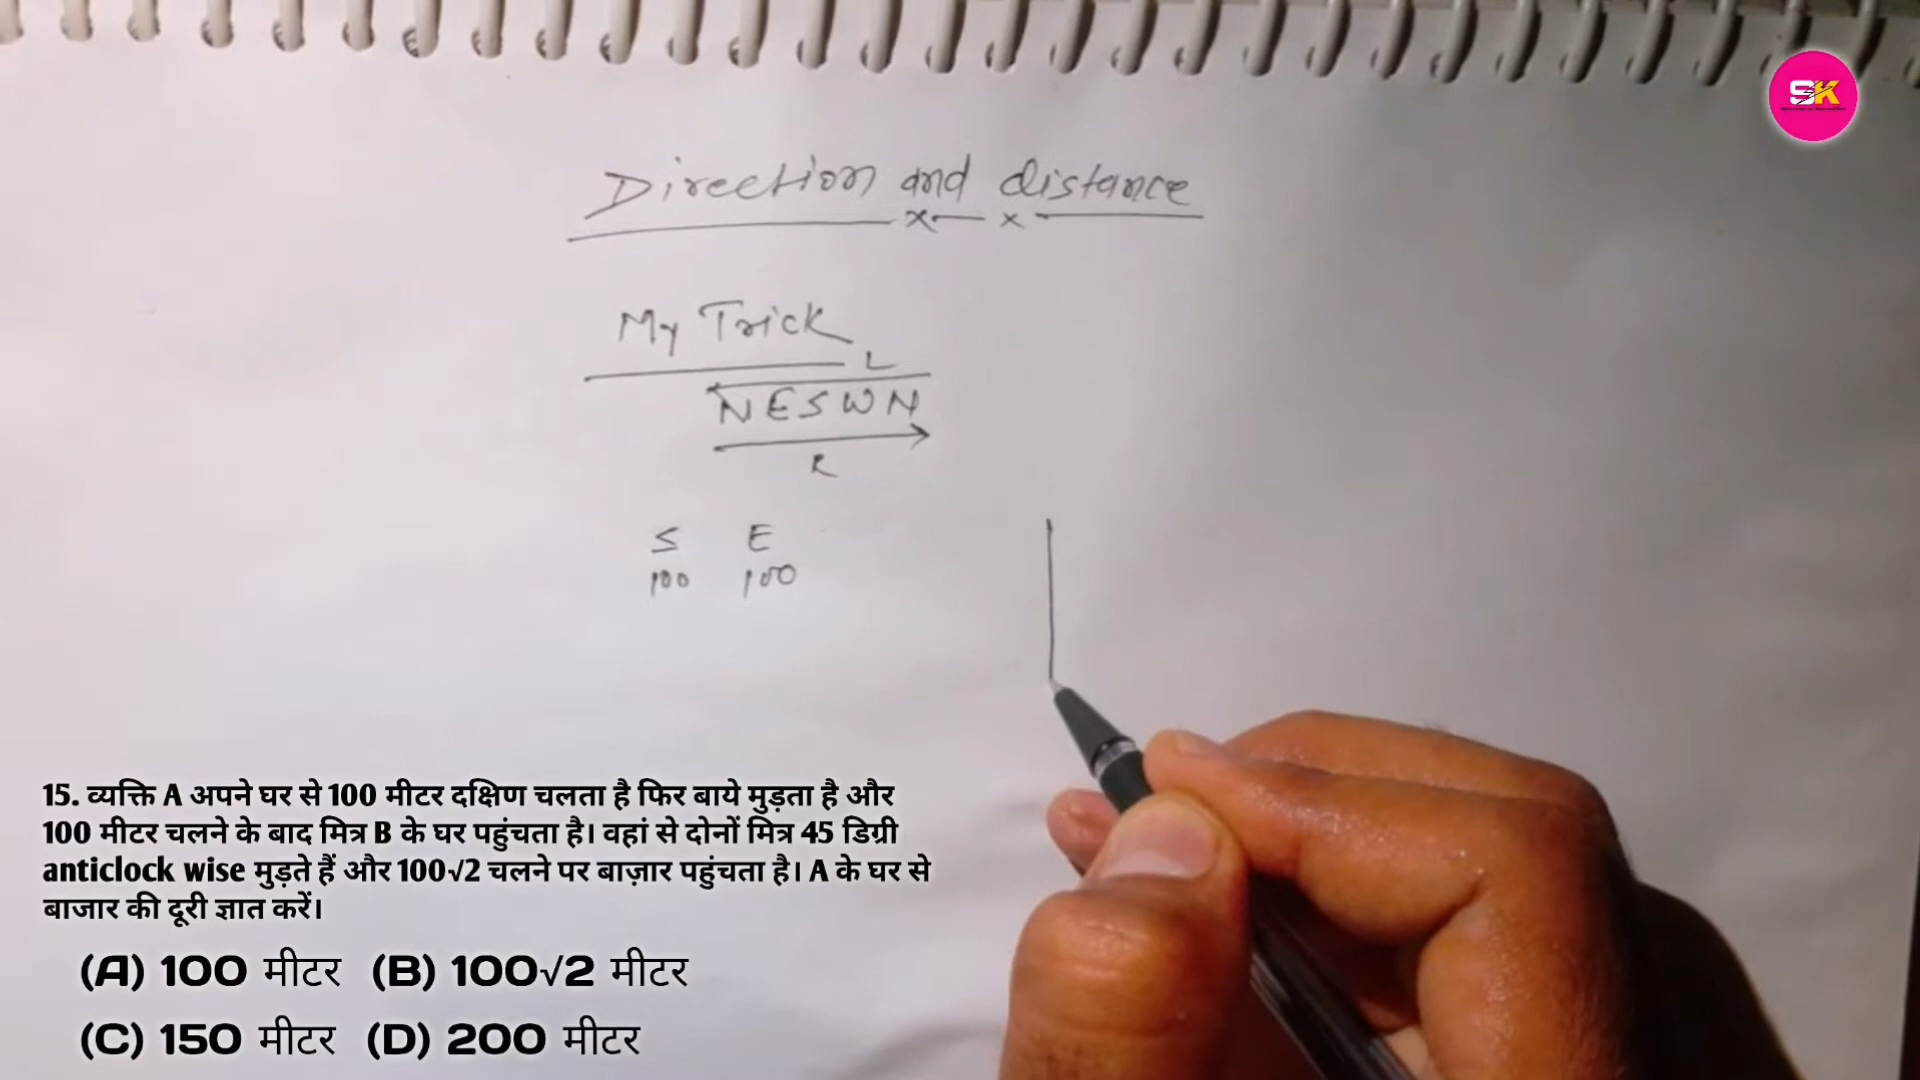 SK
Direction and distance
My Trick
L
NESWN
R
S E
100 100
15. व्यक्ति A अपने घर से 100 मीटर दक्षिण चलता है फिर बाये मुड़ता है और
100 मीटर चलने के बाद मित्र B के घर पहुंचता है। वहां से दोनों मित्र 45 डिग्री
anticlock wise मुड़ते हैं और 100√2 चलने पर बाज़ार पहुंचता है। A के घर से
बाजार की दूरी ज्ञात करें।
(A) 100 मीटर (B) 100√2 मीटर
(C) 150 मीटर (D) 200 मीटर